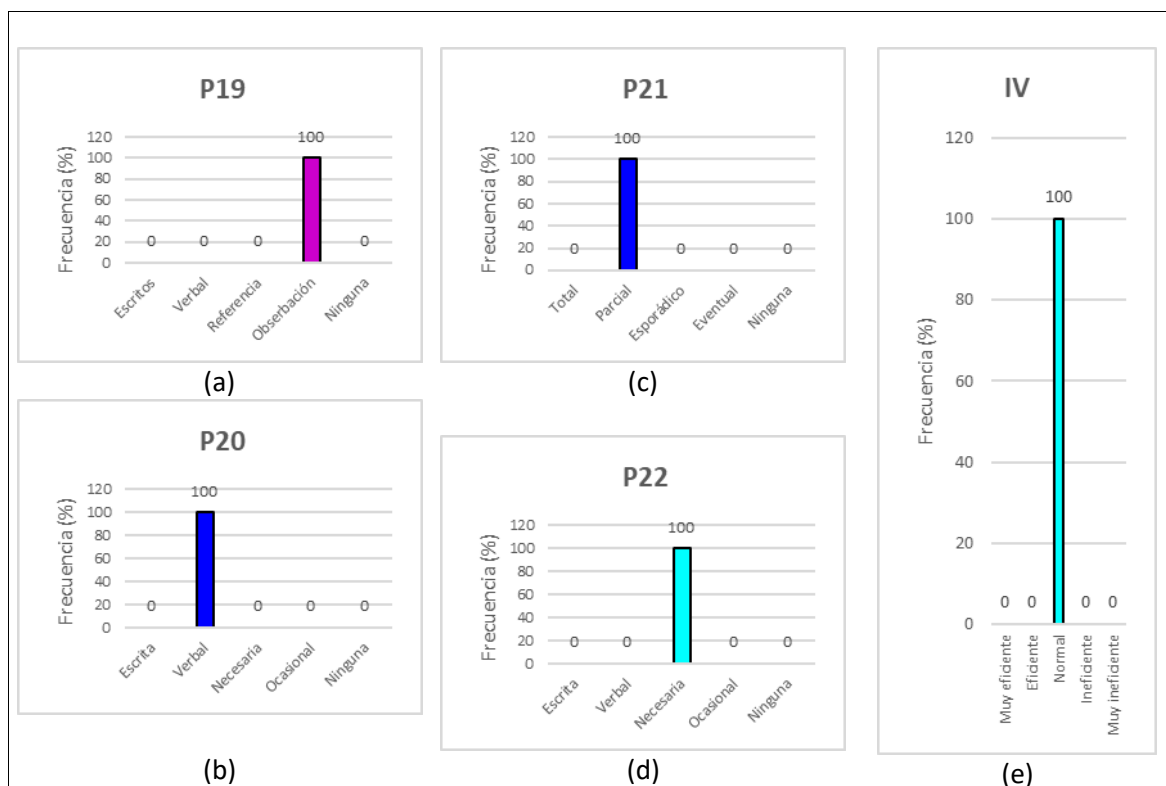 P19
Frecuencia (%)
120
100
80
60
40
20
0
0
0
0
100
0
Escritos
Verbal
Referencia
Obserbación
Ninguna
(a)
P20
Frecuencia (%)
120
100
80
60
40
20
0
0
100
0
0
0
Escrita
Verbal
Necesaria
Ocasional
Ninguna
(b)
P21
Frecuencia (%)
120
100
80
60
40
20
0
0
100
0
0
0
Total
Parcial
Esporádico
Eventual
Ninguna
(c)
P22
Frecuencia (%)
120
100
80
60
40
20
0
0
0
100
0
0
Escrita
Verbal
Necesaria
Ocasional
Ninguna
(d)
IV
Frecuencia (%)
120
100
80
60
40
20
0
0
0
100
0
0
Muy eficiente
Eficiente
Normal
Ineficiente
Muy ineficiente
(e)